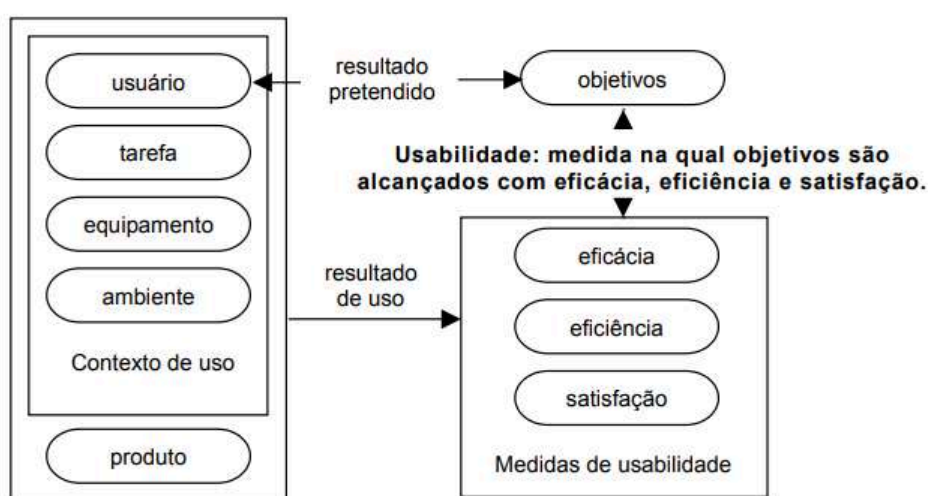 usuário
tarefa
equipamento
ambiente
Contexto de uso
produto
resultado
pretendido
objetivos
Usabilidade: medida na qual objetivos são
alcançados com eficácia, eficiência e satisfação.
resultado
de uso
eficácia
eficiência
satisfação
Medidas de usabilidade